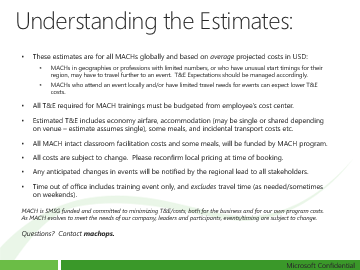 Understanding the Estimates:
• These estimates are for all MACHs globally and based on average projected costs in USD:
• MACHs in geographies or professions with limited numbers, or who have unusual start timings for their
region, may have to travel further to an event. T&E Expectations should be managed accordingly.
• MACHs who attend an event locally and/or have limited travel needs for events can expect lower T&E
costs.
• All T&E required for MACH trainings must be budgeted from employee's cost center.
• Estimated T&E includes economy airfare, accommodation (may be single or shared depending
on venue – estimate assumes single), some meals, and incidental transport costs etc.
• All MACH intact classroom facilitation costs and some meals, will be funded by MACH program.
• All costs are subject to change. Please reconfirm local pricing at time of booking.
• Any anticipated changes in events will be notified by the regional lead to all stakeholders.
• Time out of office includes training event only, and excludes travel time (as needed/sometimes
on weekends).
MACH is SMSG funded and committed to minimizing T&E/costs, both for the business and for our own program costs.
As MACH evolves to meet the needs of our company, leaders and participants, events/timing are subject to change.
Questions? Contact machops.
Microsoft Confidential